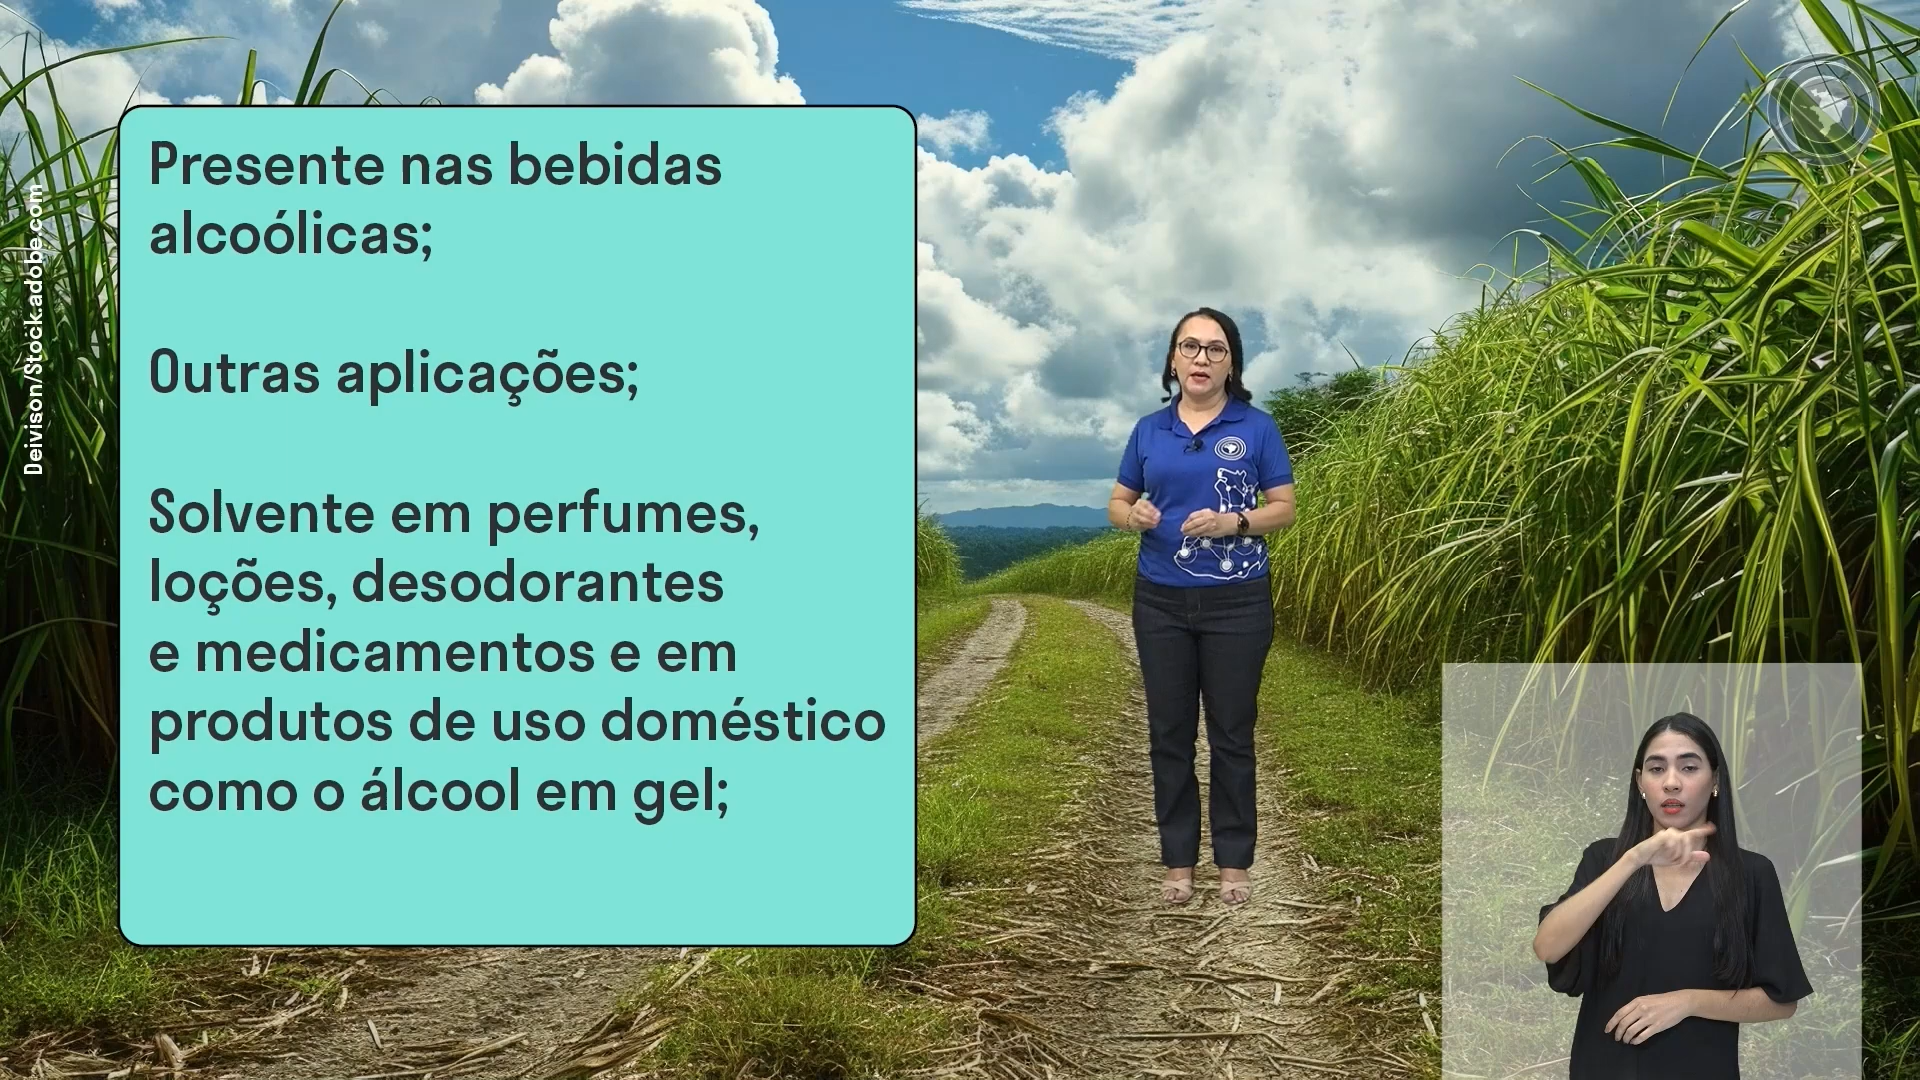 Presente nas bebidas
alcoólicas;
Outras aplicações;
Solvente em perfumes,
loções, desodorantes
e medicamentos e em
produtos de uso doméstico
como o álcool em gel;
Deivison/Stock.adobe.com